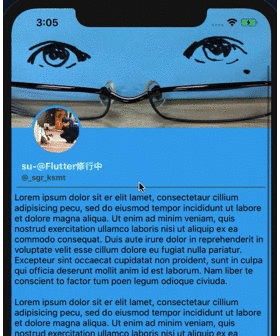 3:05
su-@Flutter修行中
@_sgr_ksmt
Lorem ipsum dolor sit er elit lamet, consectetaur cillium
adipisicing pecu, sed do eiusmod tempor incididunt ut labore
et dolore magna aliqua. Ut enim ad minim veniam, quis
nostrud exercitation ullamco laboris nisi ut aliquip ex ea
commodo consequat. Duis aute irure dolor in reprehenderit in
voluptate velit esse cillum dolore eu fugiat nulla pariatur.
Excepteur sint occaecat cupidatat non proident, sunt in culpa
qui officia deserunt mollit anim id est laborum. Nam liber te
conscient to factor tum poen legum odioque civiuda.
Lorem ipsum dolor sit er elit lamet, consectetaur cillium
adipisicing pecu, sed do eiusmod tempor incididunt ut labore
et dolore magna aliqua. Ut enim ad minim veniam, quis
nostrud exercitation ullamco laboris nisi ut aliquip ex ea